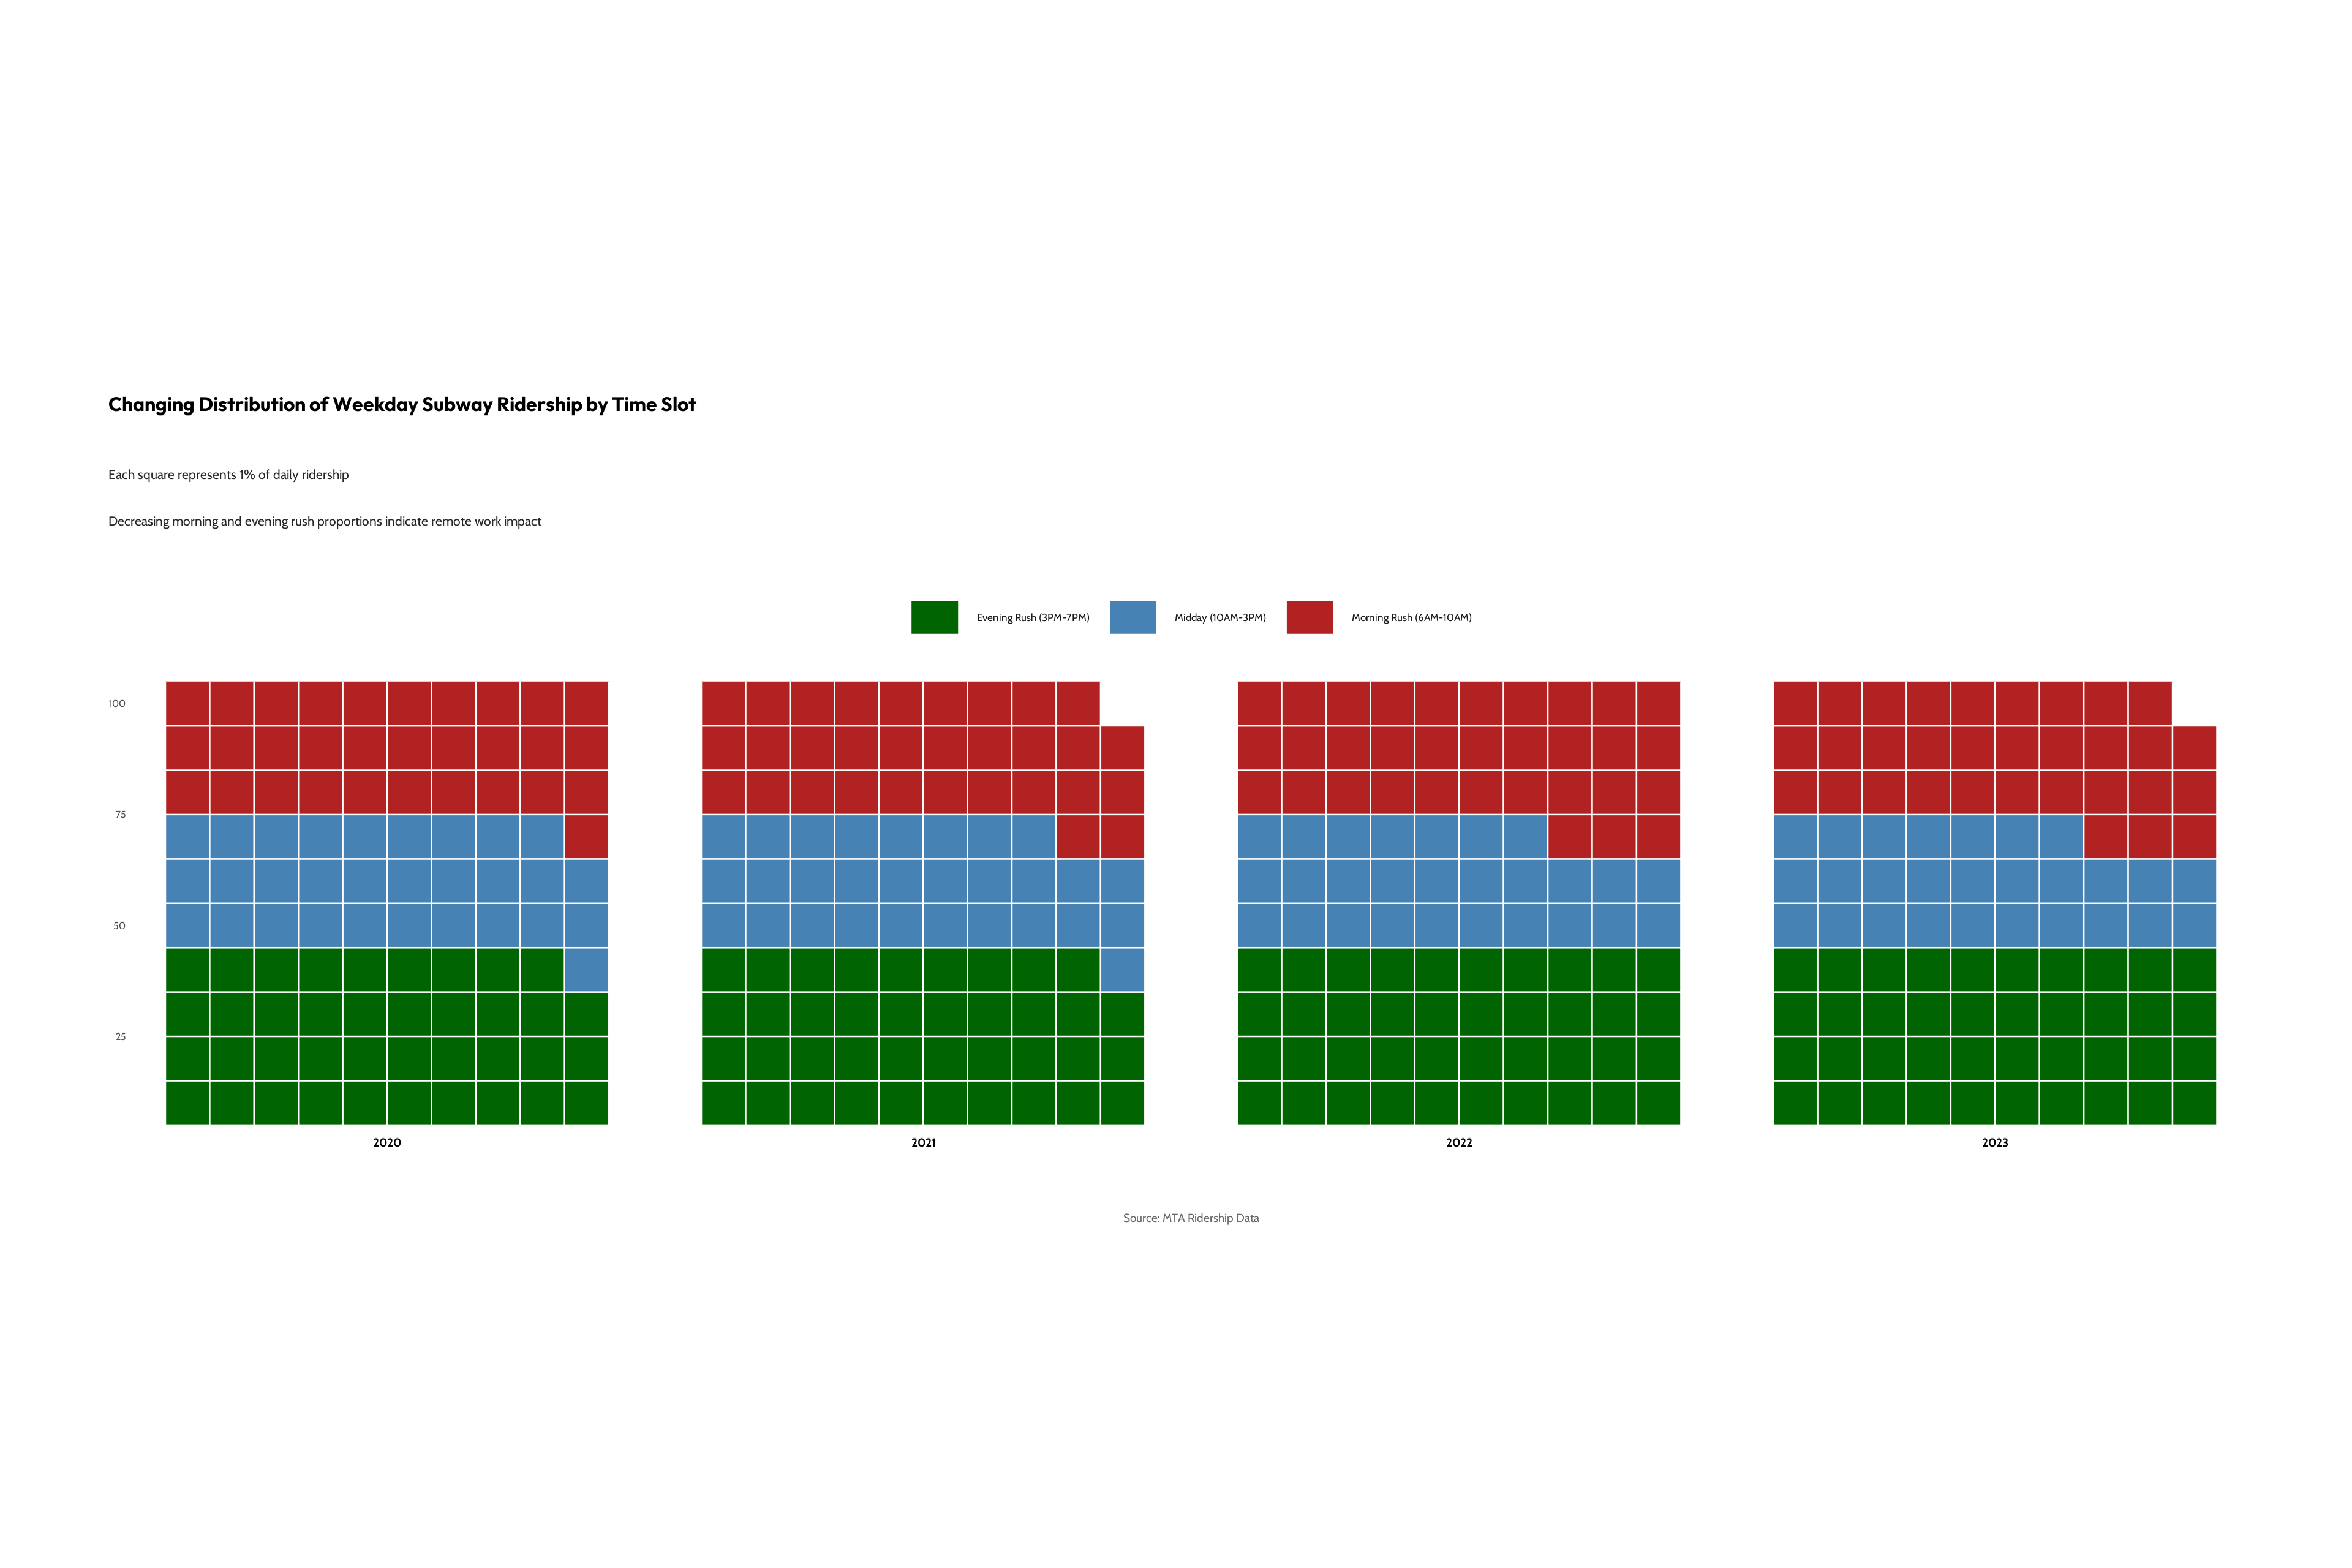 Changing Distribution of Weekday Subway Ridership by Time Slot
Each square represents 1% of daily ridership
Decreasing morning and evening rush proportions indicate remote work impact
Evening Rush (3PM-7PM) Midday (10AM-3PM) Morning Rush (6AM-10AM)
100
75
50
25
2020 2021 2022 2023
Source: MTA Ridership Data